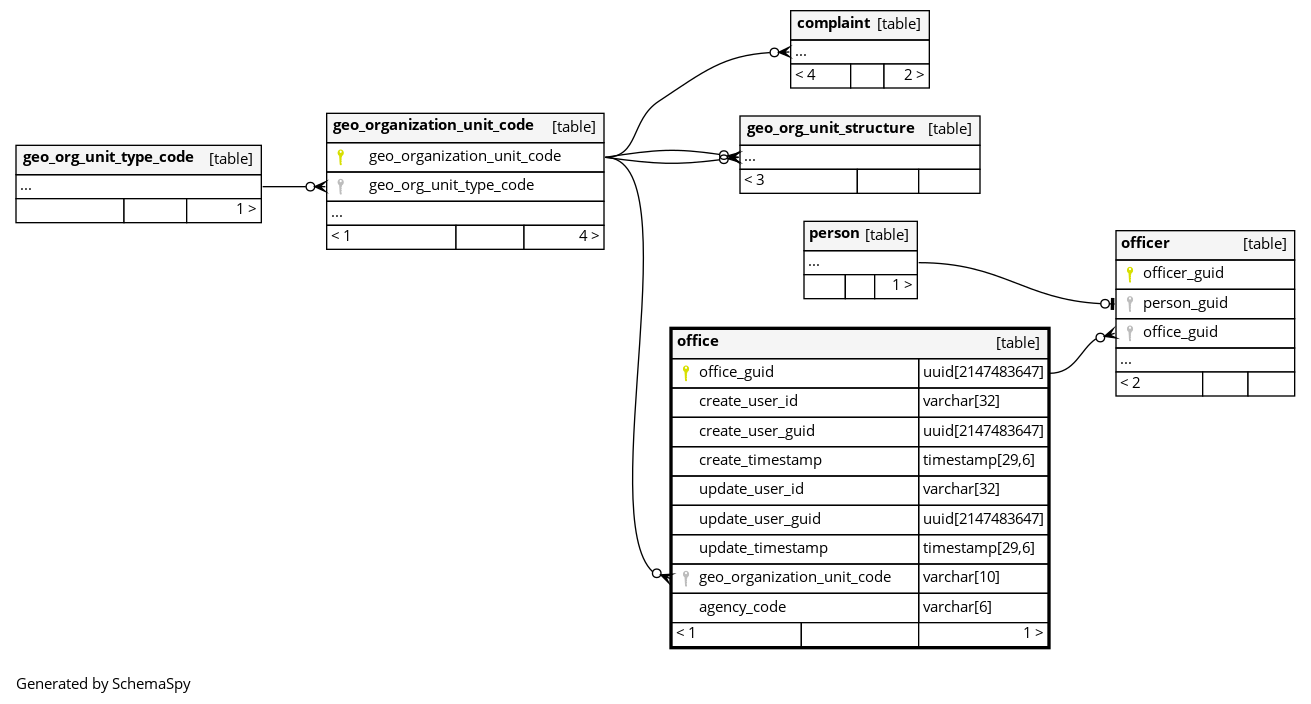 complaint [table]
...
< 4 2 >
geo_organization_unit_code [table]
geo_organization_unit_code
geo_org_unit_type_code
...
< 1 4 >
geo_org_unit_structure [table]
...
< 3
geo_org_unit_type_code [table]
...
1 >
person [table]
...
1 >
officer [table]
officer_guid
person_guid
office_guid
...
< 2
office [table]
office_guid uuid[2147483647]
create_user_id varchar[32]
create_user_guid uuid[2147483647]
create_timestamp timestamp[29,6]
update_user_id varchar[32]
update_user_guid uuid[2147483647]
update_timestamp timestamp[29,6]
geo_organization_unit_code varchar[10]
agency_code varchar[6]
< 1 1 >
Generated by SchemaSpy